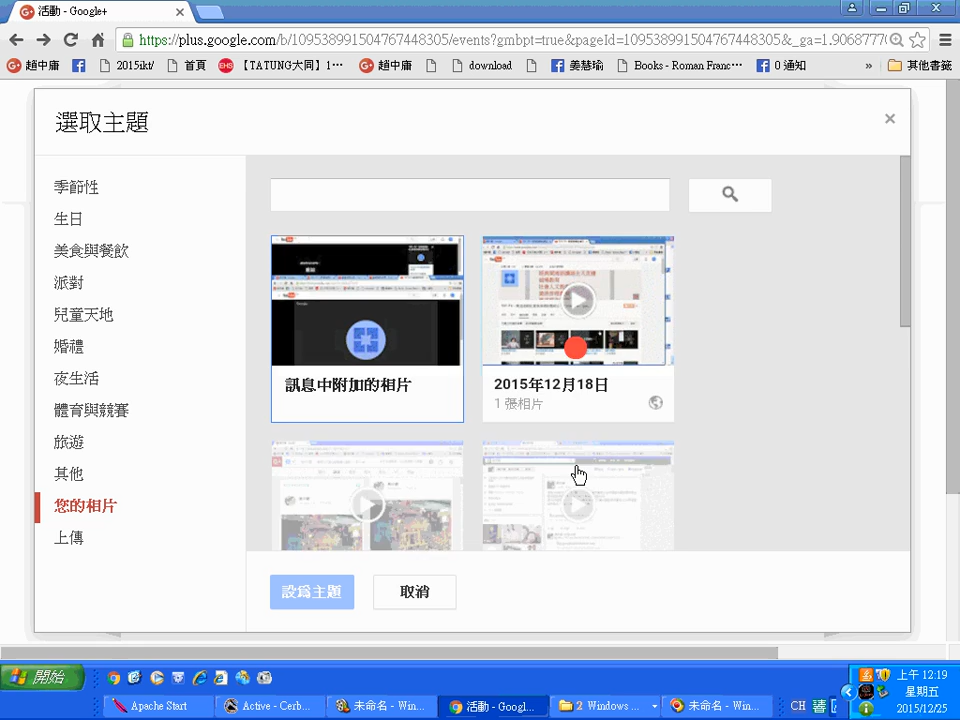 活動 - Google+
https://plus.google.com/b/109538991504767448305/events?gmbpt=true&pageId=109538991504767448305&_ga=1.90687770
趙中庸
2015ikt/
首頁
EHS 【TATUNG大同】1…
趙中庸
download
姜慧瑜
Books - Roman Franc…
0 通知
»
其他書籤
選取主題
季節性
生日
美食與餐飲
派對
兒童天地
婚禮
夜生活
體育與競賽
旅遊
其他
您的相片
上傳
訊息中附加的相片
2015年12月18日
1 張相片
設為主題
取消
開始
Apache Start
Active - Cerb...
未命名 - Win...
活動 - Googl...
2 Windows ...
未命名 - Win...
CH
上午 12:19
星期五
2015/12/25